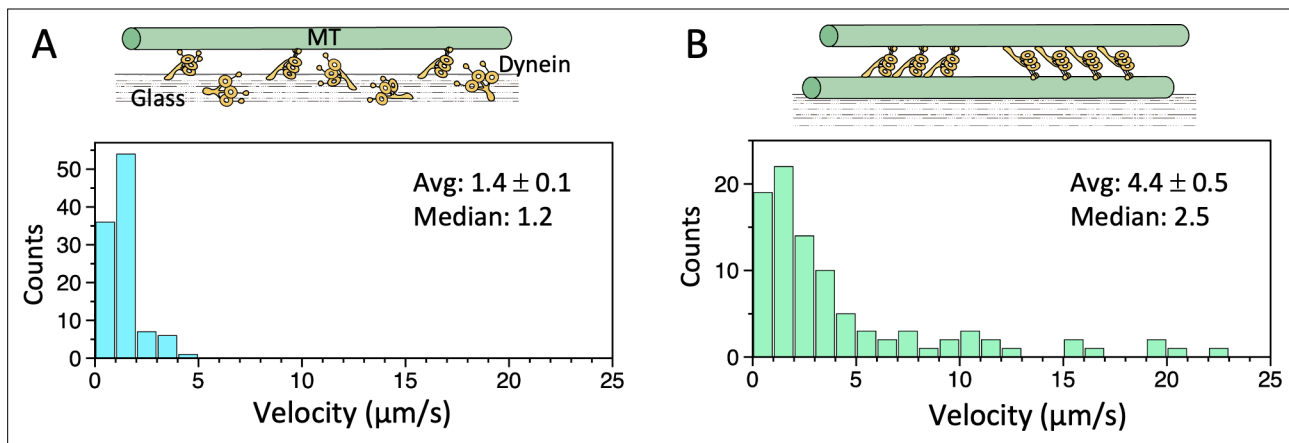 A
MT
Dynein
Glass
Avg: 1.4 ± 0.1
Median: 1.2
Counts
50
40
30
20
10
0
0 5 10 15 20 25
Velocity (μm/s)
B
Avg: 4.4 ± 0.5
Median: 2.5
Counts
20
10
0
0 5 10 15 20 25
Velocity (μm/s)